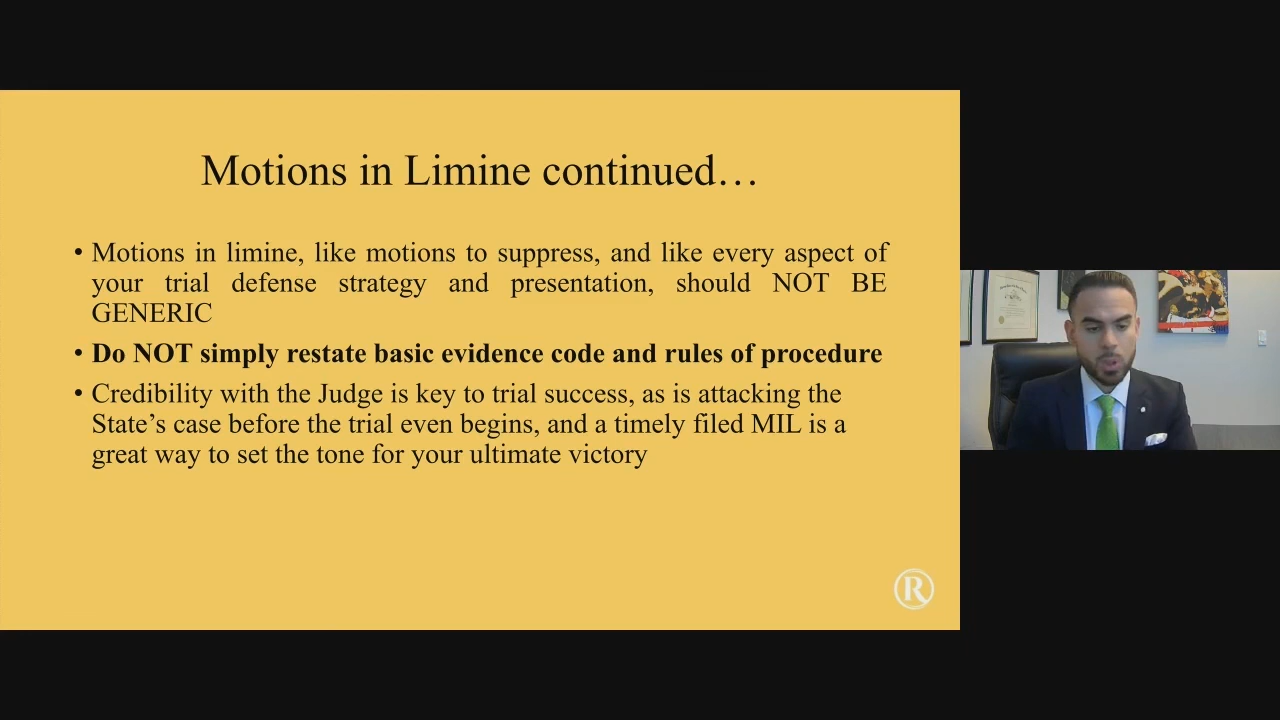 Motions in Limine continued…
• Motions in limine, like motions to suppress, and like every aspect of
your trial defense strategy and presentation, should NOT BE
GENERIC
• Do NOT simply restate basic evidence code and rules of procedure
• Credibility with the Judge is key to trial success, as is attacking the
State’s case before the trial even begins, and a timely filed MIL is a
great way to set the tone for your ultimate victory
R